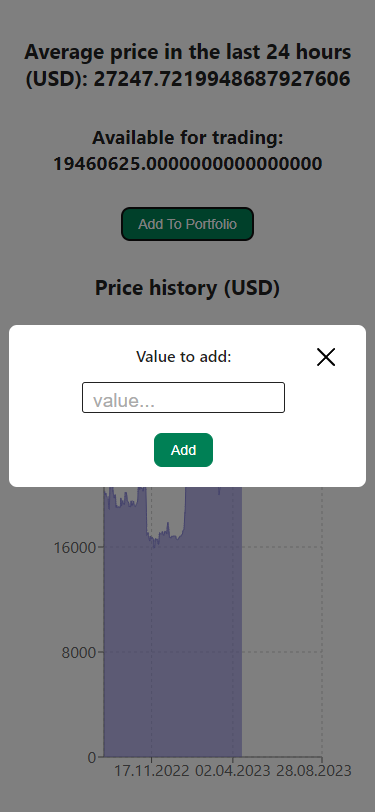 Average price in the last 24 hours
(USD): 27247.7219948687927606
Available for trading:
19460625.0000000000000000
Add To Portfolio
Price history (USD)
Value to add:
value...
Add
16000
8000
0
17.11.2022 02.04.2023 28.08.2023